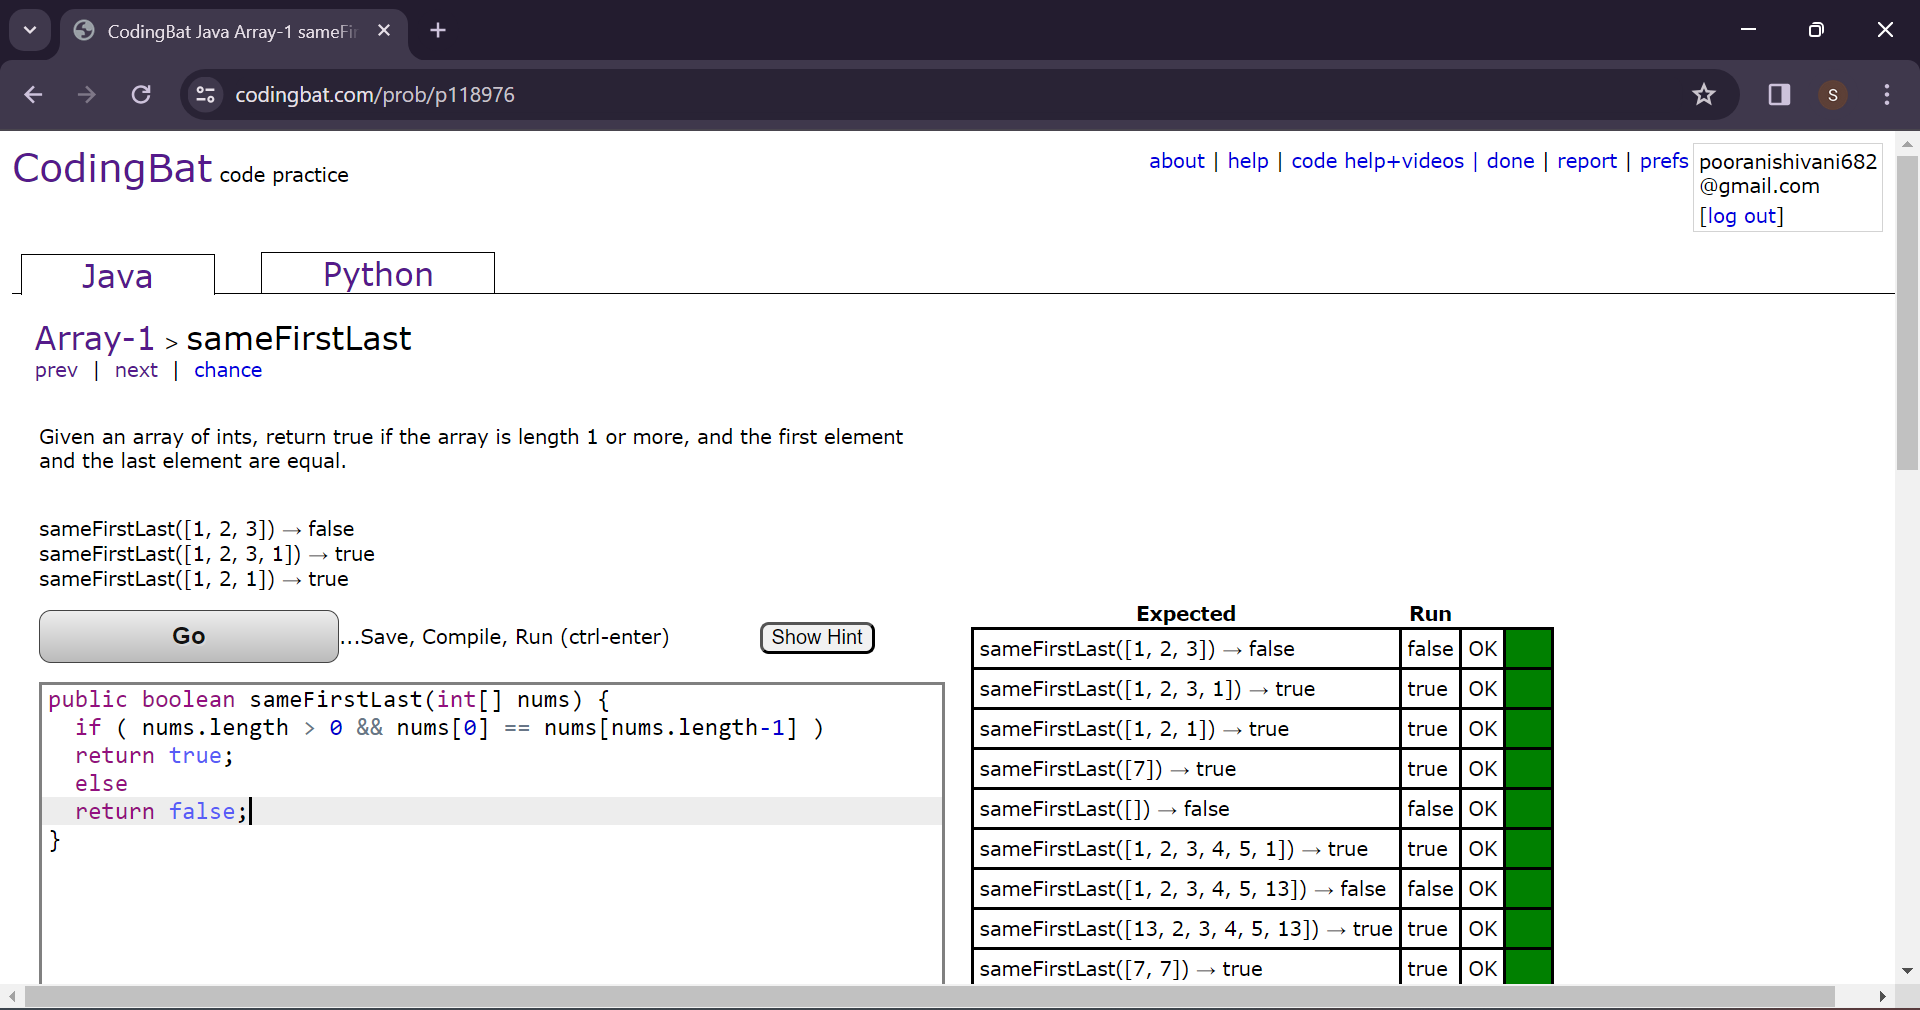 CodingBat Java Array-1 sameFir
codingbat.com/prob/p118976
S
CodingBat code practice
about | help | code help+videos | done | report | prefs
pooranishivani682
@gmail.com
[log out]
Java
Python
Array-1 > sameFirstLast
prev | next | chance
Given an array of ints, return true if the array is length 1 or more, and the first element
and the last element are equal.
sameFirstLast([1, 2, 3]) → false
sameFirstLast([1, 2, 3, 1]) → true
sameFirstLast([1, 2, 1]) → true
Go
...Save, Compile, Run (ctrl-enter)
Show Hint
public boolean sameFirstLast(int[] nums) {
  if ( nums.length > 0 && nums[0] == nums[nums.length-1] )
  return true;
  else
  return false;
}
Expected Run
sameFirstLast([1, 2, 3]) → false false OK
sameFirstLast([1, 2, 3, 1]) → true true OK
sameFirstLast([1, 2, 1]) → true true OK
sameFirstLast([7]) → true true OK
sameFirstLast([]) → false false OK
sameFirstLast([1, 2, 3, 4, 5, 1]) → true true OK
sameFirstLast([1, 2, 3, 4, 5, 13]) → false false OK
sameFirstLast([13, 2, 3, 4, 5, 13]) → true true OK
sameFirstLast([7, 7]) → true true OK